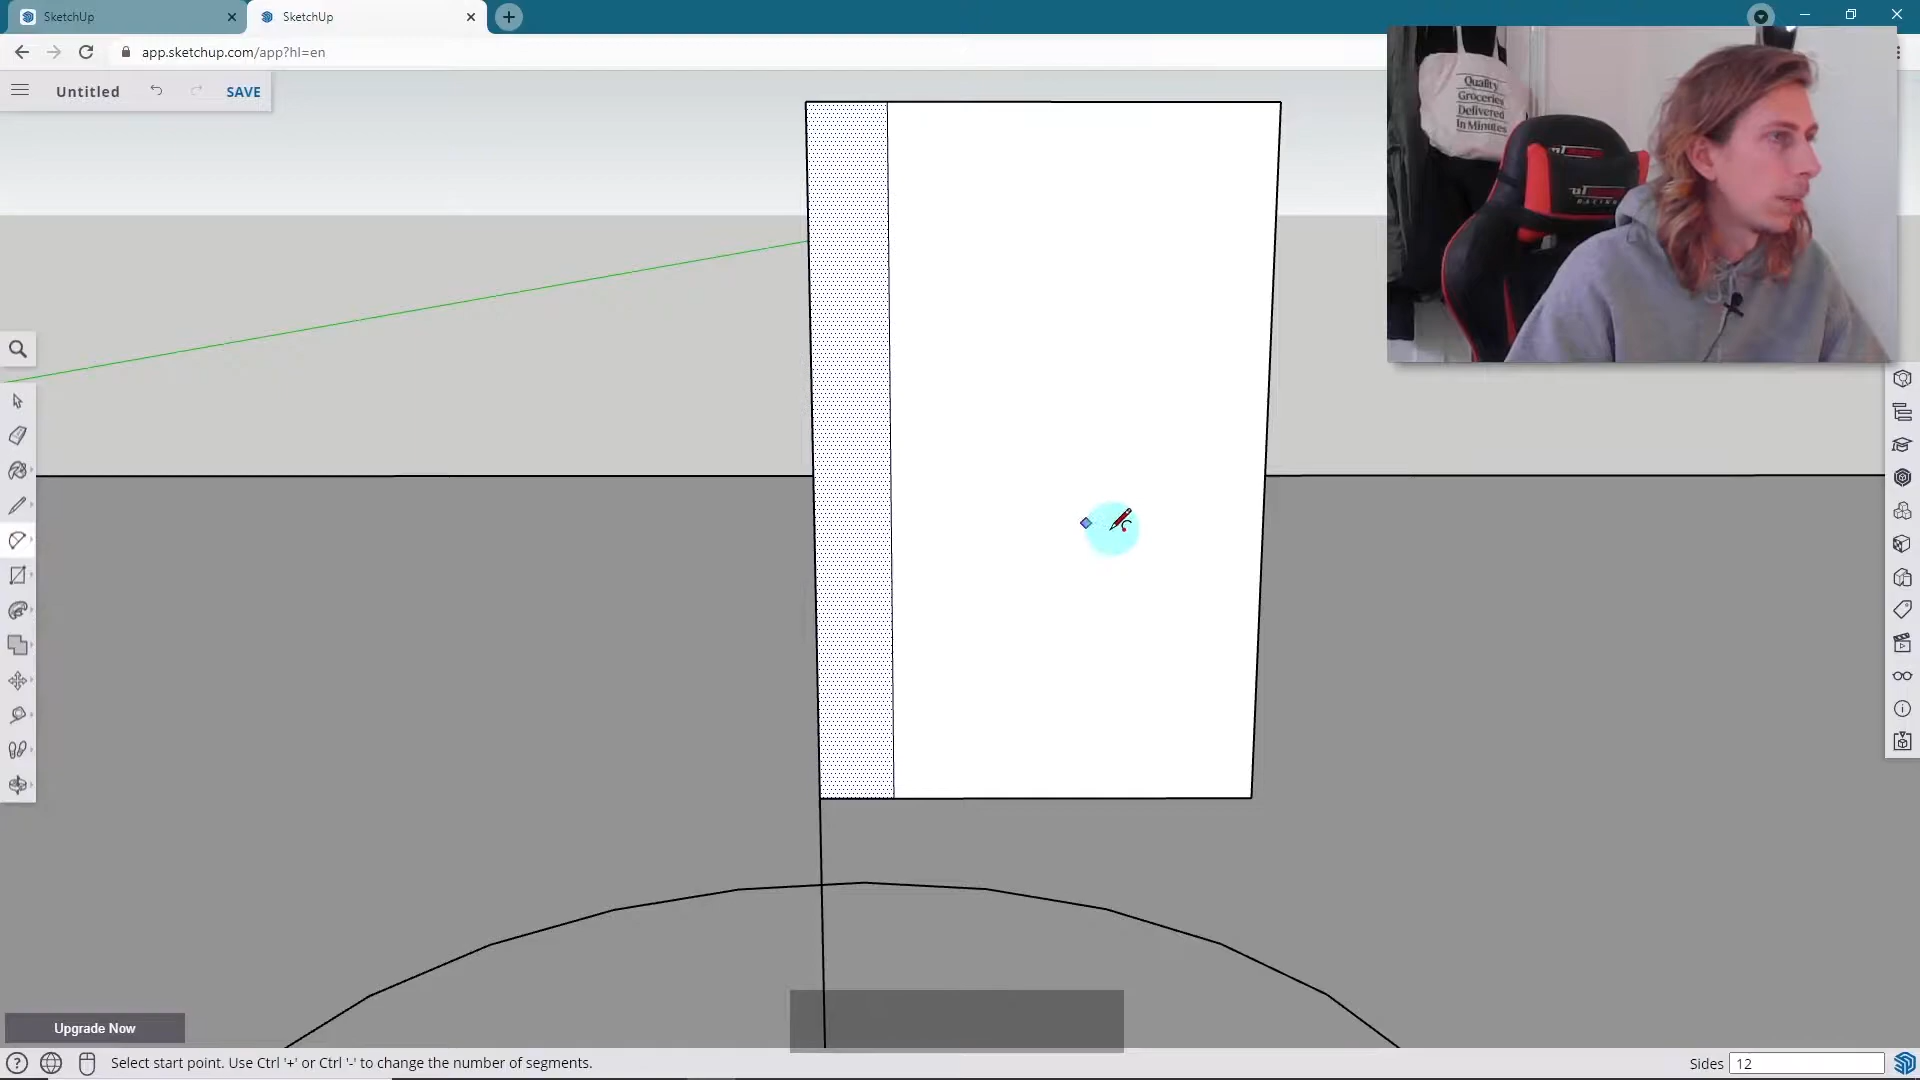 SketchUp
SketchUp
app.sketchup.com/app?hl=en
Untitled
SAVE
Quality
Groceries
Delivered
In Minutes
RACING
Upgrade Now
Select start point. Use Ctrl '+' or Ctrl '-' to change the number of segments.
Sides
12